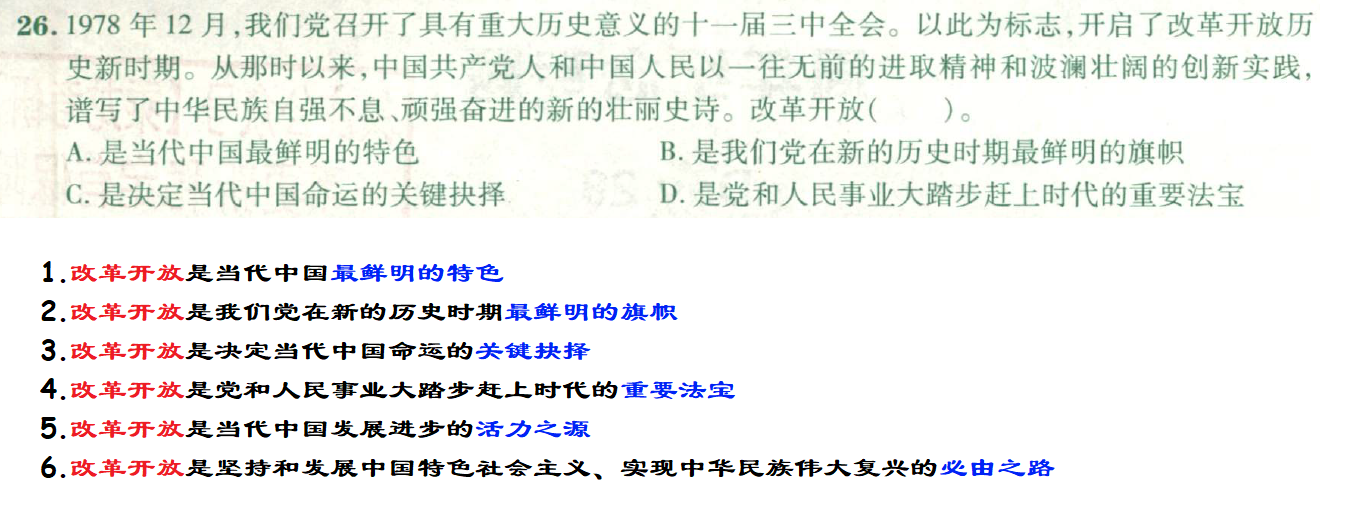 26. 1978 年 12 月,我们党召开了具有重大历史意义的十一届三中全会。以此为标志,开启了改革开放历
史新时期。从那时以来,中国共产党人和中国人民以一往无前的进取精神和波澜壮阔的创新实践,
谱写了中华民族自强不息、顽强奋进的新的壮丽史诗。改革开放(　　)。
A. 是当代中国最鲜明的特色 B. 是我们党在新的历史时期最鲜明的旗帜
C. 是决定当代中国命运的关键抉择 D. 是党和人民事业大踏步赶上时代的重要法宝
1.改革开放是当代中国最鲜明的特色
2.改革开放是我们党在新的历史时期最鲜明的旗帜
3.改革开放是决定当代中国命运的关键抉择
4.改革开放是党和人民事业大踏步赶上时代的重要法宝
5.改革开放是当代中国发展进步的活力之源
6.改革开放是坚持和发展中国特色社会主义、实现中华民族伟大复兴的必由之路